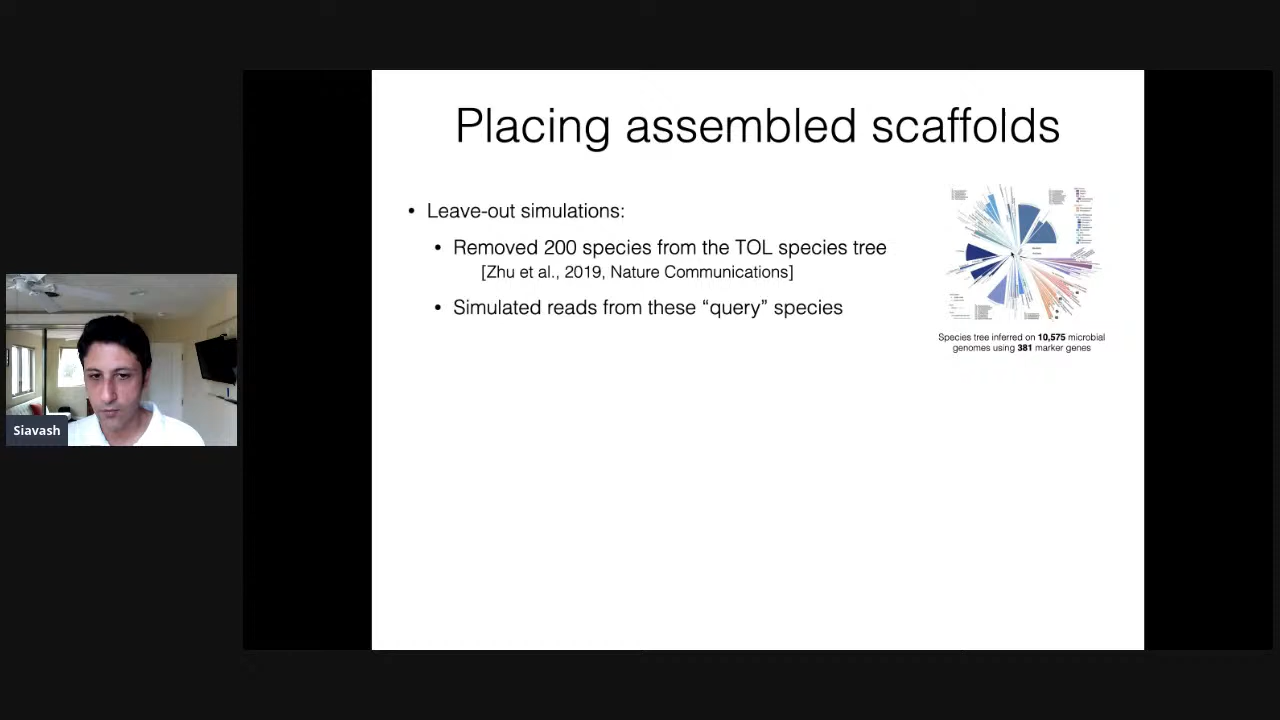 Placing assembled scaffolds
• Leave-out simulations:
• Removed 200 species from the TOL species tree
[Zhu et al., 2019, Nature Communications]
• Simulated reads from these “query” species
Species tree inferred on 10,575 microbial
genomes using 381 marker genes
Siavash